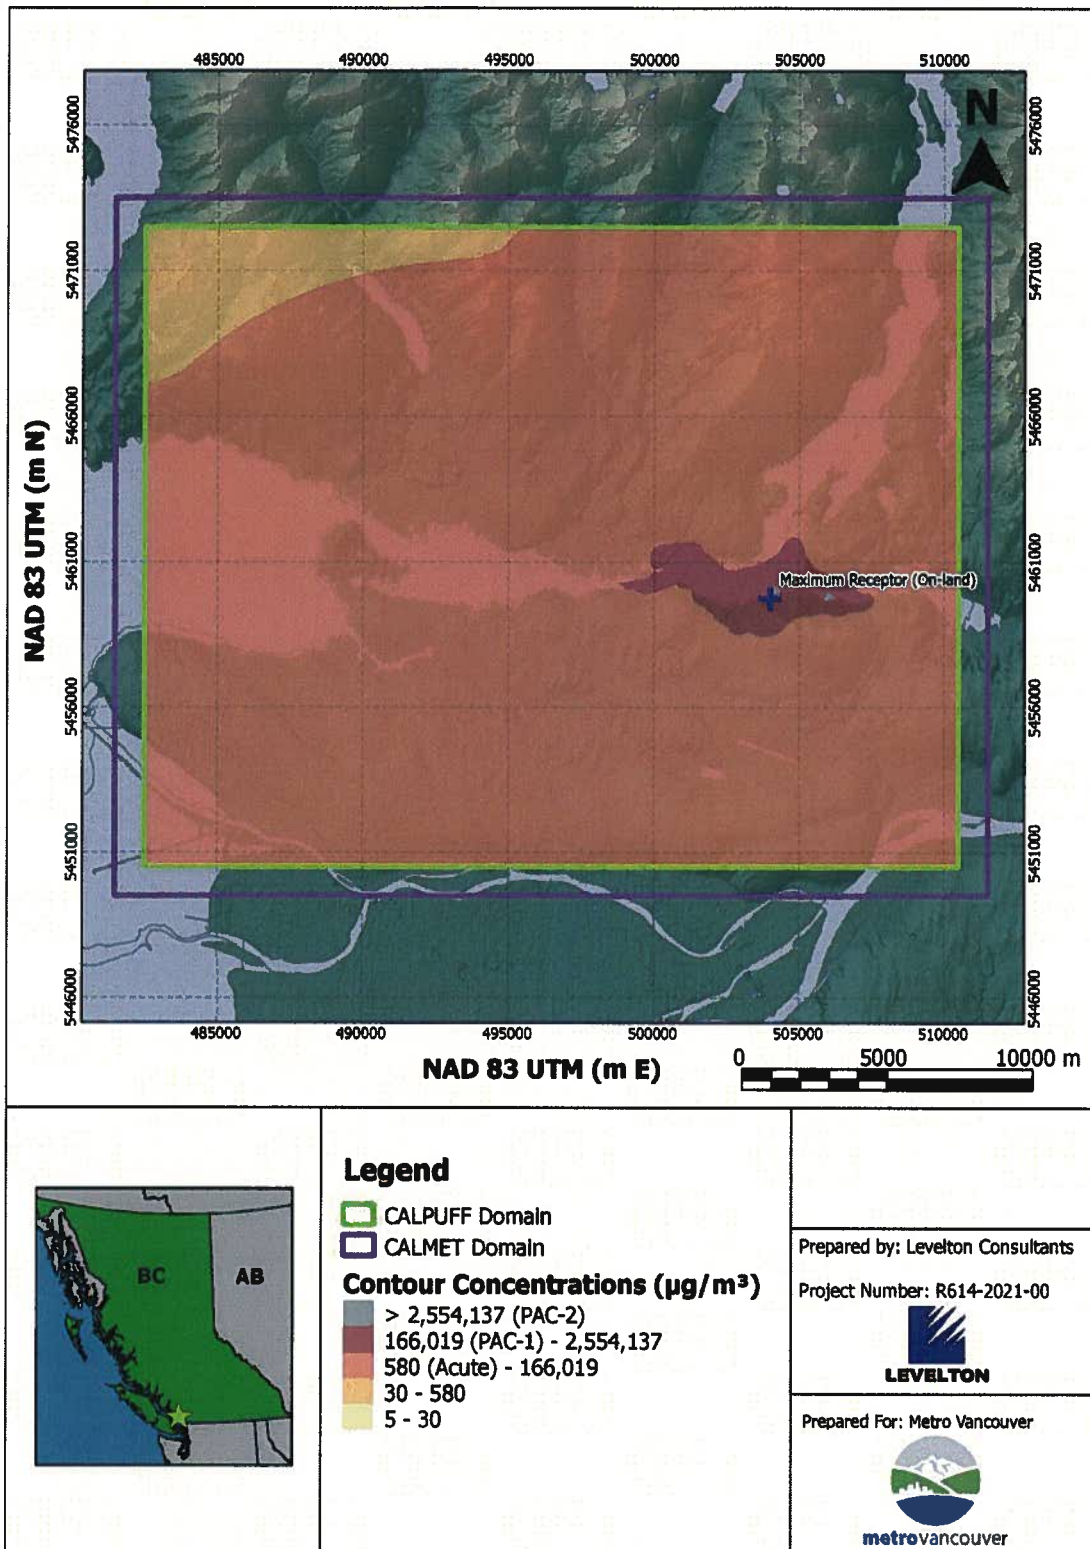 485000 490000 495000 500000 505000 510000
N
5476000 5476000
5471000 5471000
5466000 5466000
5461000 5461000
Maximum Receptor (On-land)
5456000 5456000
5451000 5451000
5446000 5446000
NAD 83 UTM (m N)
485000 490000 495000 500000 505000 510000
NAD 83 UTM (m E)
0 5000 10000 m
BC AB
Legend
CALPUFF Domain
CALMET Domain
Contour Concentrations (µg/m³)
> 2,554,137 (PAC-2)
166,019 (PAC-1) - 2,554,137
580 (Acute) - 166,019
30 - 580
5 - 30
Prepared by: Levelton Consultants
Project Number: R614-2021-00
LEVELTON
Prepared For: Metro Vancouver
metrovancouver